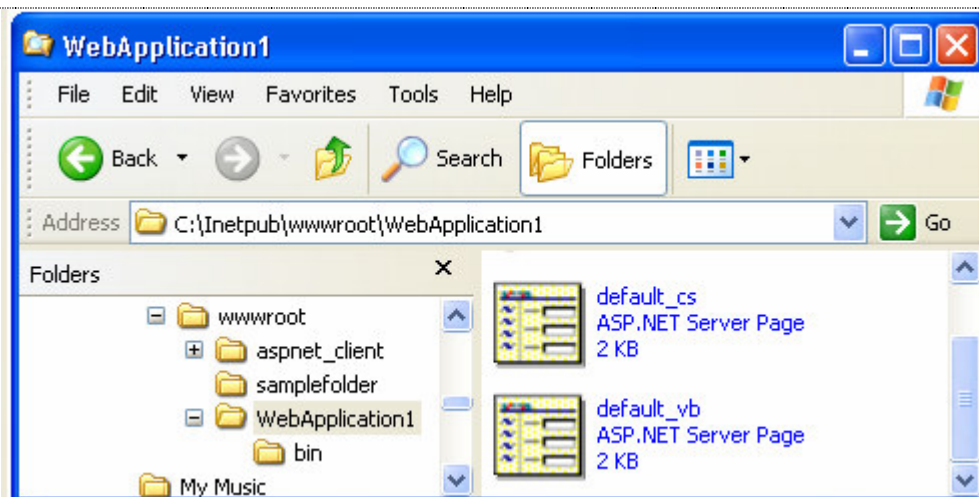 WebApplication1
File Edit View Favorites Tools Help
Back Search Folders
Address C:\Inetpub\wwwroot\WebApplication1 Go
Folders
wwwroot
aspnet_client
samplefolder
WebApplication1
bin
My Music
default_cs
ASP.NET Server Page
2 KB
default_vb
ASP.NET Server Page
2 KB